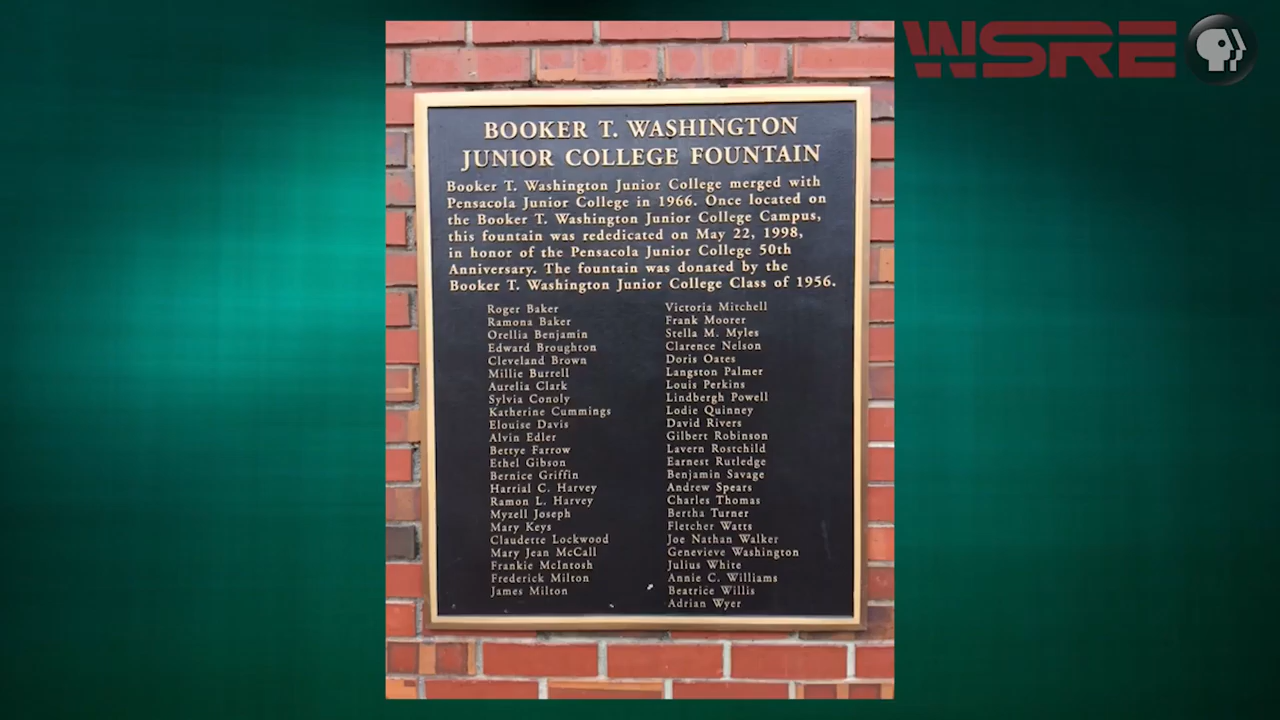 WSRE
BOOKER T. WASHINGTON
JUNIOR COLLEGE FOUNTAIN
Booker T. Washington Junior College merged with
Pensacola Junior College in 1966. Once located on
the Booker T. Washington Junior College Campus,
this fountain was rededicated on May 22, 1998,
in honor of the Pensacola Junior College 50th
Anniversary. The fountain was donated by the
Booker T. Washington Junior College Class of 1956.
Roger Baker
Ramona Baker
Orellia Benjamin
Edward Broughton
Cleveland Brown
Millie Burrell
Aurelia Clark
Sylvia Conoly
Katherine Cummings
Elouise Davis
Alvin Edler
Bettye Farrow
Ethel Gibson
Bernice Griffin
Harrial C. Harvey
Ramon L. Harvey
Myzell Joseph
Mary Keys
Claudette Lockwood
Mary Jean McCall
Frankie McIntosh
Frederick Milton
James Milton
Victoria Mitchell
Frank Moorer
Stella M. Myles
Clarence Nelson
Doris Oates
Langston Palmer
Louis Perkins
Lindbergh Powell
Lodie Quinney
David Rivers
Gilbert Robinson
Lavern Rostchild
Earnest Rutledge
Benjamin Savage
Andrew Spears
Charles Thomas
Bertha Turner
Fletcher Watts
Joe Nathan Walker
Genevieve Washington
Julius White
Annie C. Williams
Beatrice Willis
Adrian Wyer